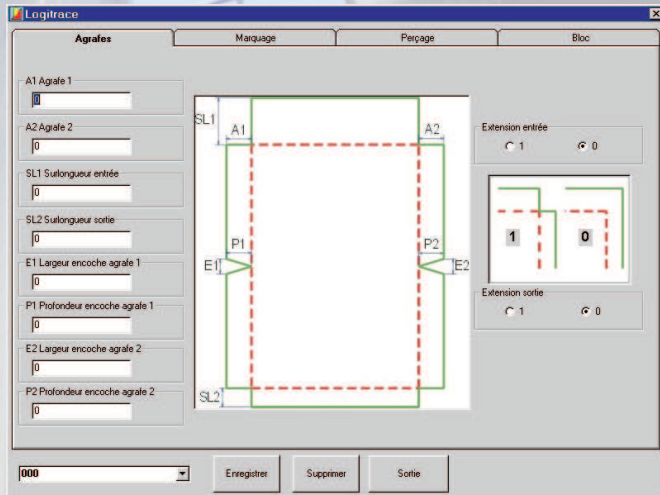 Logitrace
Agrafes
Marquage
Perçage
Bloc
A1 Agrafe 1
0
A2 Agrafe 2
0
SL1 Surlongueur entrée
0
SL2 Surlongueur sortie
0
E1 Largeur encoche agrafe 1
0
P1 Profondeur encoche agrafe 1
0
E2 Largeur encoche agrafe 2
0
P2 Profondeur encoche agrafe 2
0
SL1
A1
A2
P1
P2
E1
E2
SL2
Extension entrée
1
0
1
0
Extension sortie
1
0
000
Enregistrer
Supprimer
Sortie